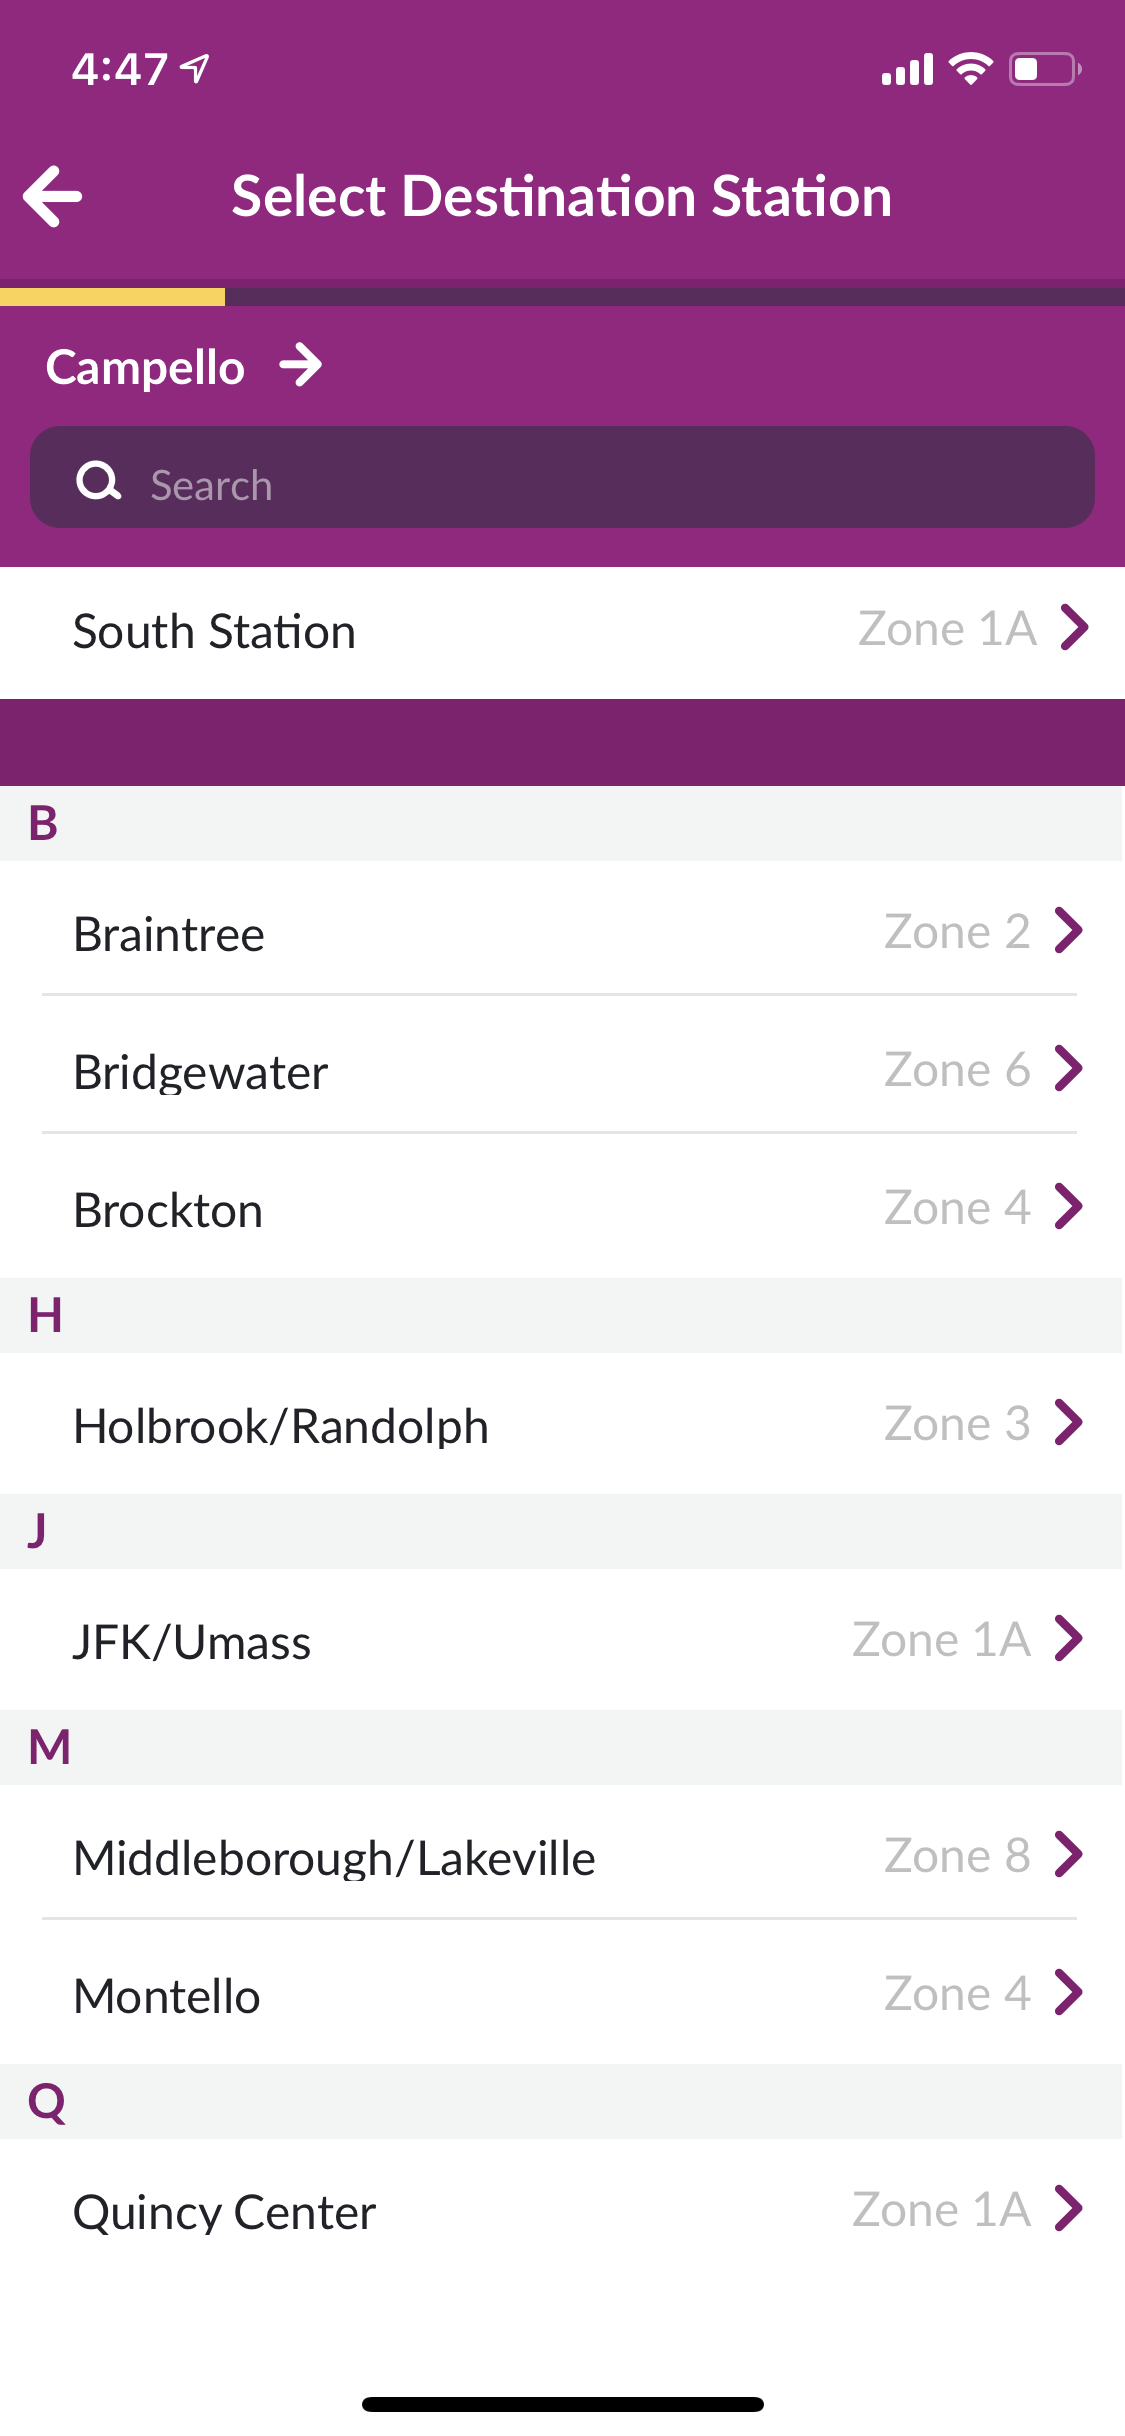 4:47
Select Destination Station
Campello
Search
South Station Zone 1A
B
Braintree Zone 2
Bridgewater Zone 6
Brockton Zone 4
H
Holbrook/Randolph Zone 3
J
JFK/Umass Zone 1A
M
Middleborough/Lakeville Zone 8
Montello Zone 4
Q
Quincy Center Zone 1A